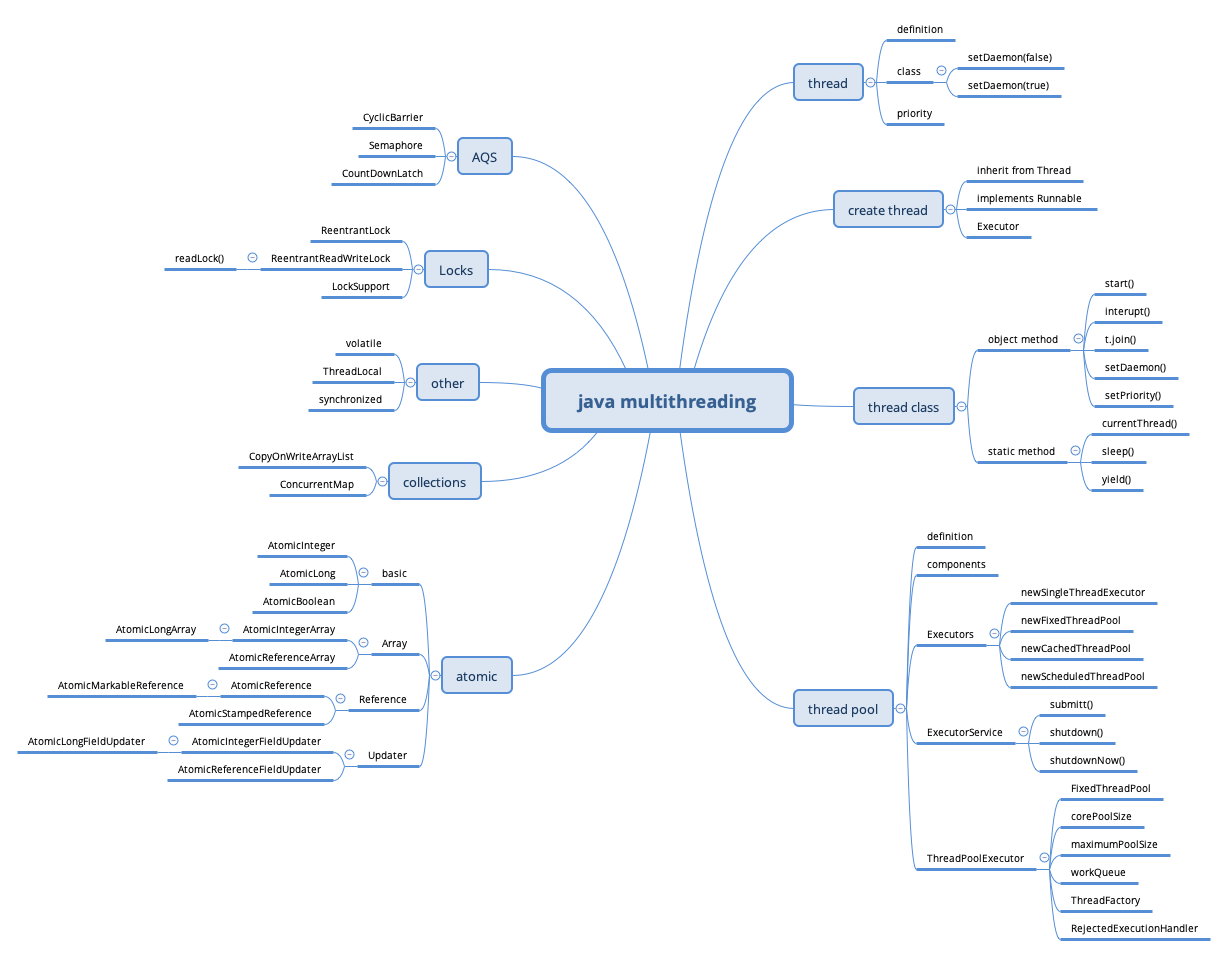 java multithreading
thread
definition
class
setDaemon(false)
setDaemon(true)
priority
create thread
inherit from Thread
implements Runnable
Executor
thread class
object method
start()
interupt()
t.join()
setDaemon()
setPriority()
static method
currentThread()
sleep()
yield()
thread pool
definition
components
Executors
newSingleThreadExecutor
newFixedThreadPool
newCachedThreadPool
newScheduledThreadPool
ExecutorService
submitt()
shutdown()
shutdownNow()
ThreadPoolExecutor
FixedThreadPool
corePoolSize
maximumPoolSize
workQueue
ThreadFactory
RejectedExecutionHandler
AQS
CyclicBarrier
Semaphore
CountDownLatch
Locks
ReentrantLock
ReentrantReadWriteLock
readLock()
LockSupport
other
volatile
ThreadLocal
synchronized
collections
CopyOnWriteArrayList
ConcurrentMap
atomic
basic
AtomicInteger
AtomicLong
AtomicBoolean
Array
AtomicIntegerArray
AtomicLongArray
AtomicReferenceArray
Reference
AtomicReference
AtomicMarkableReference
AtomicStampedReference
Updater
AtomicIntegerFieldUpdater
AtomicLongFieldUpdater
AtomicReferenceFieldUpdater